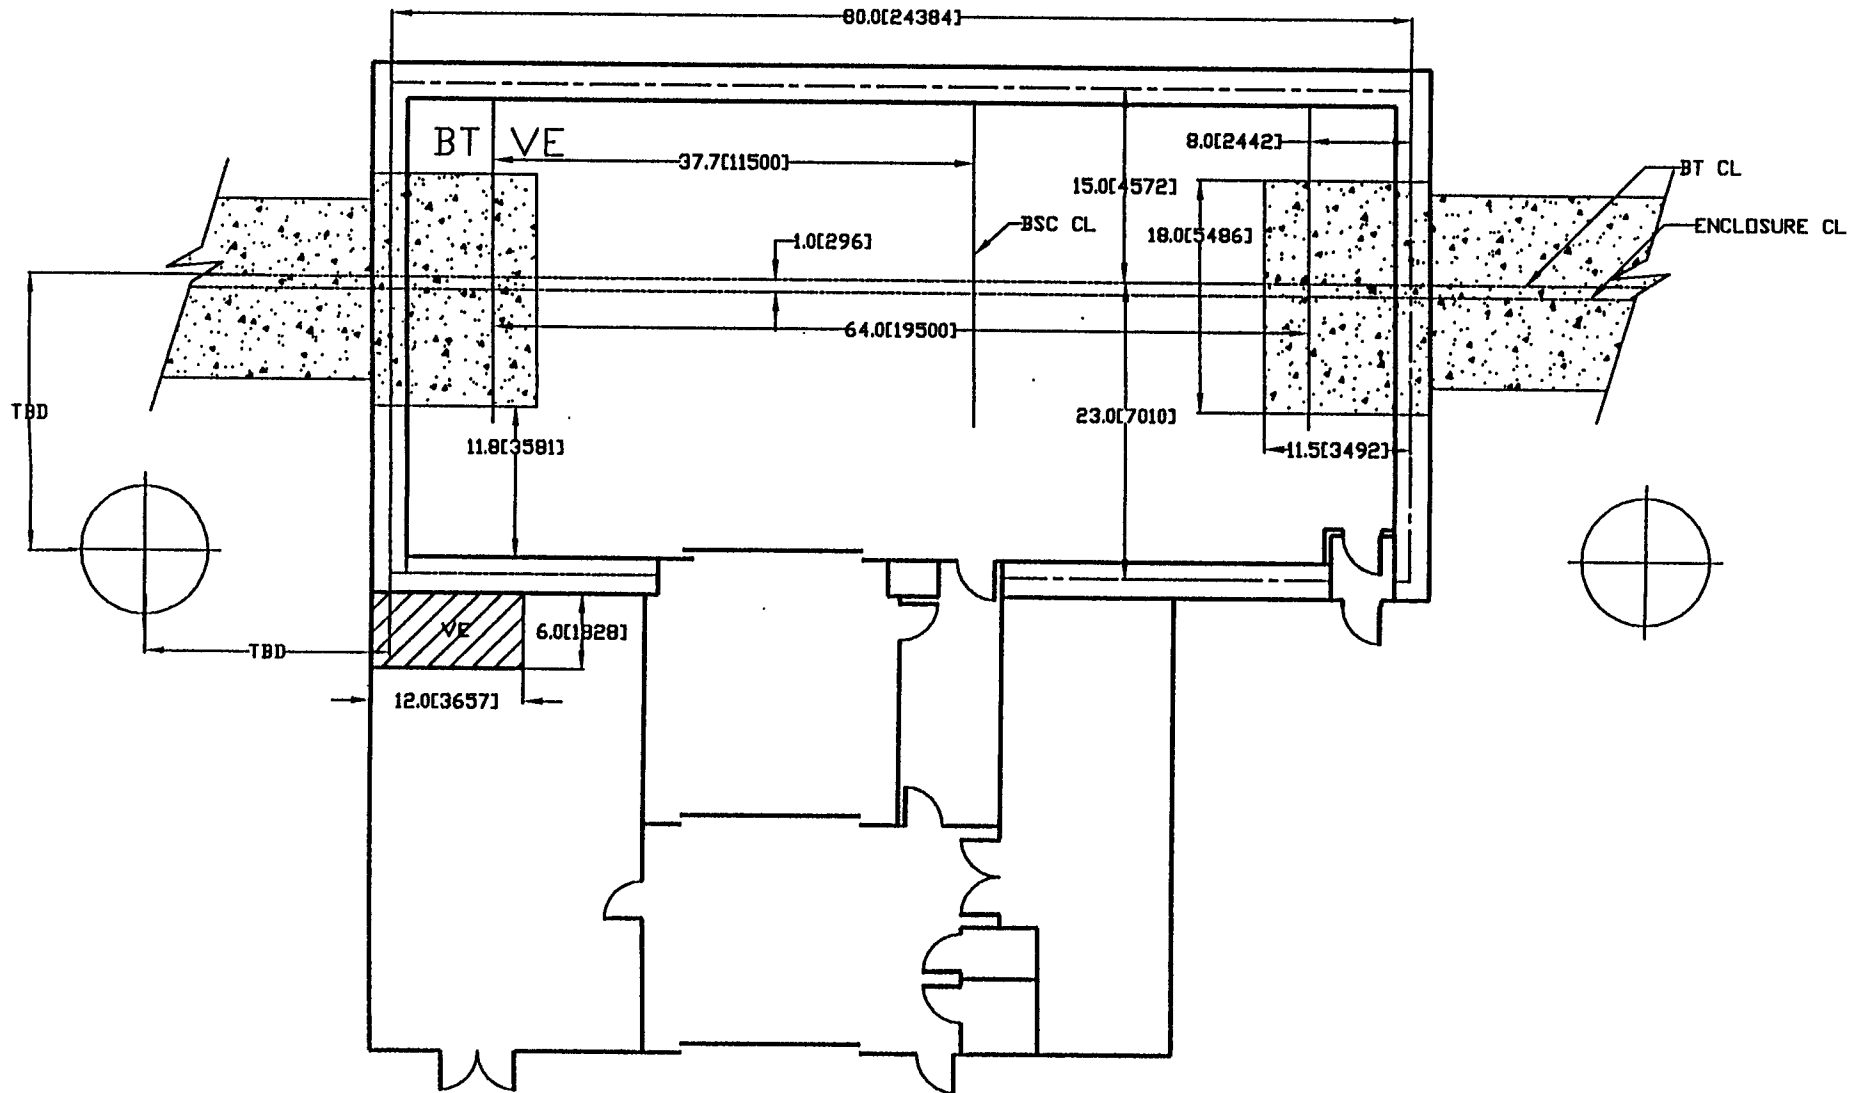 80.0[24384]
BT VE
37.7[11500]
8.0[2442]
15.0[4572]
BT CL
18.0[5486]
BSC CL
ENCLOSURE CL
1.0[296]
64.0[19500]
TBD
23.0[7010]
11.8[3581]
11.5[3492]
VE
6.0[1828]
TBD
12.0[3657]